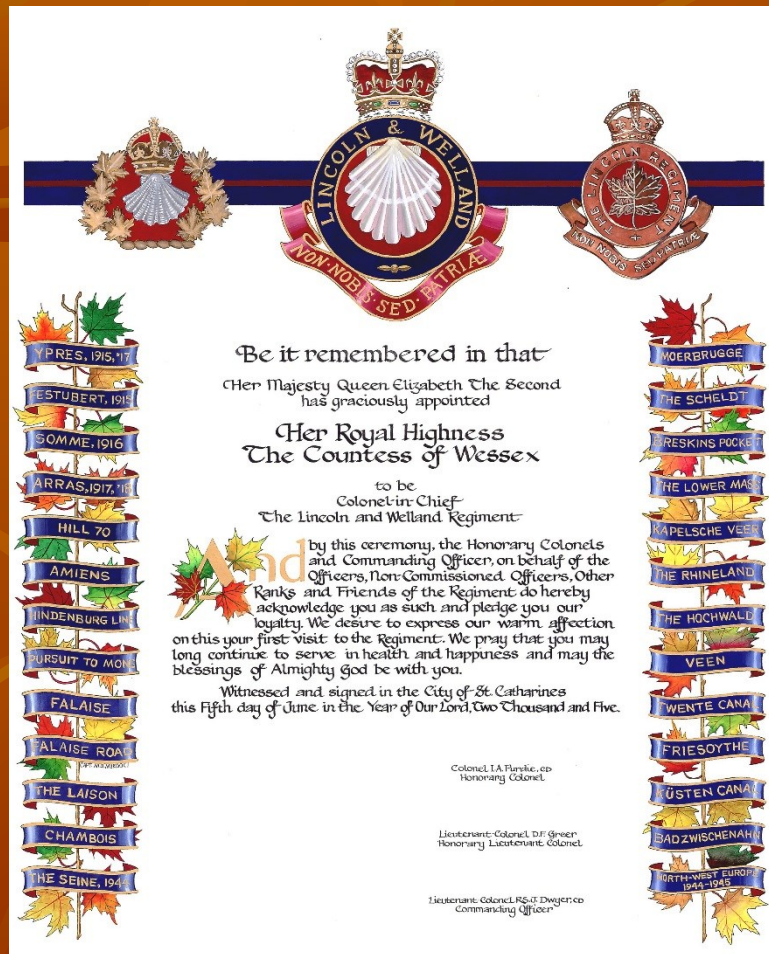 LINCOLN & WELLAND
NON·NOBIS·SED·PATRIÆ
THE LINCOLN REGIMENT
NON NOBIS SED PATRIÆ
YPRES, 1915, '17
FESTUBERT, 1915
SOMME, 1916
ARRAS, 1917, '18
HILL 70
AMIENS
HINDENBURG LINE
PURSUIT TO MONS
FALAISE
FALAISE ROAD
THE LAISON
CHAMBOIS
THE SEINE, 1944
Be it remembered in that
Her Majesty Queen Elizabeth The Second
has graciously appointed
Her Royal Highness
The Countess of Wessex
to be
Colonel-in-Chief
The Lincoln and Welland Regiment
And by this ceremony, the Honorary Colonels
and Commanding Officer, on behalf of the
Officers, Non-Commissioned Officers, Other
Ranks and Friends of the Regiment do hereby
acknowledge you as such and pledge you our
loyalty. We desire to express our warm affection
on this your first visit to the Regiment. We pray that you may
long continue to serve in health and happiness and may the
blessings of Almighty God be with you.
Witnessed and signed in the City of St. Catharines
this Fifth day of June in the Year of Our Lord, Two Thousand and Five.
Colonel I.A. Purdie, CD
Honorary Colonel
Lieutenant-Colonel D.F. Greer
Honorary Lieutenant Colonel
Lieutenant Colonel R.S.J. Dwyer, CD
Commanding Officer
MOERBRUGGE
THE SCHELDT
BRESKINS POCKET
THE LOWER MAAS
KAPELSCHE VEER
THE RHINELAND
THE HOCHWALD
VEEN
TWENTE CANAL
FRIESOYTHE
KÜSTEN CANAL
BAD ZWISCHENAHN
NORTH-WEST EUROPE
1944-1945